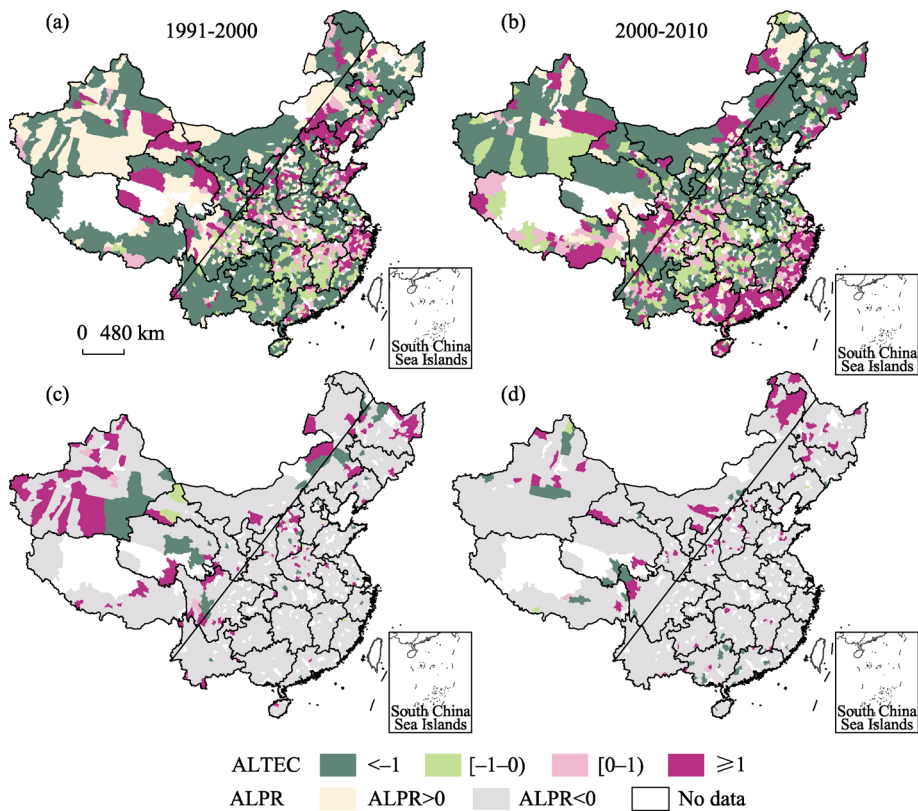 (a)
1991-2000
(b)
2000-2010
0 480 km
South China
Sea Islands
South China
Sea Islands
(c)
(d)
South China
Sea Islands
South China
Sea Islands
ALTEC <–1 [–1–0) [0–1) ⩾1
ALPR ALPR>0 ALPR<0 No data